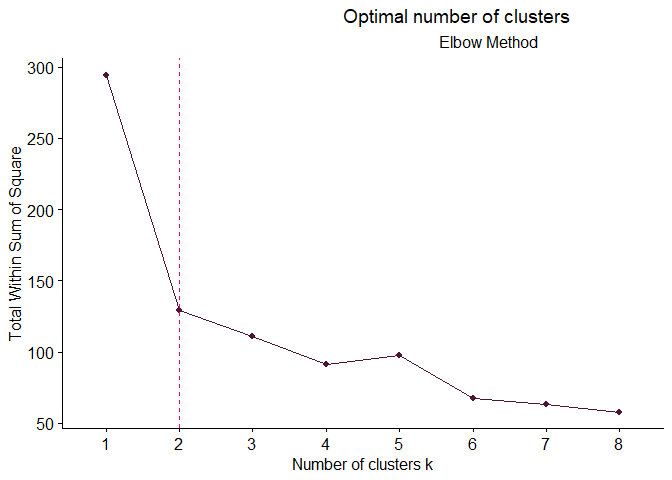 Optimal number of clusters
Elbow Method
Total Within Sum of Square
300
250
200
150
100
50
1 2 3 4 5 6 7 8
Number of clusters k